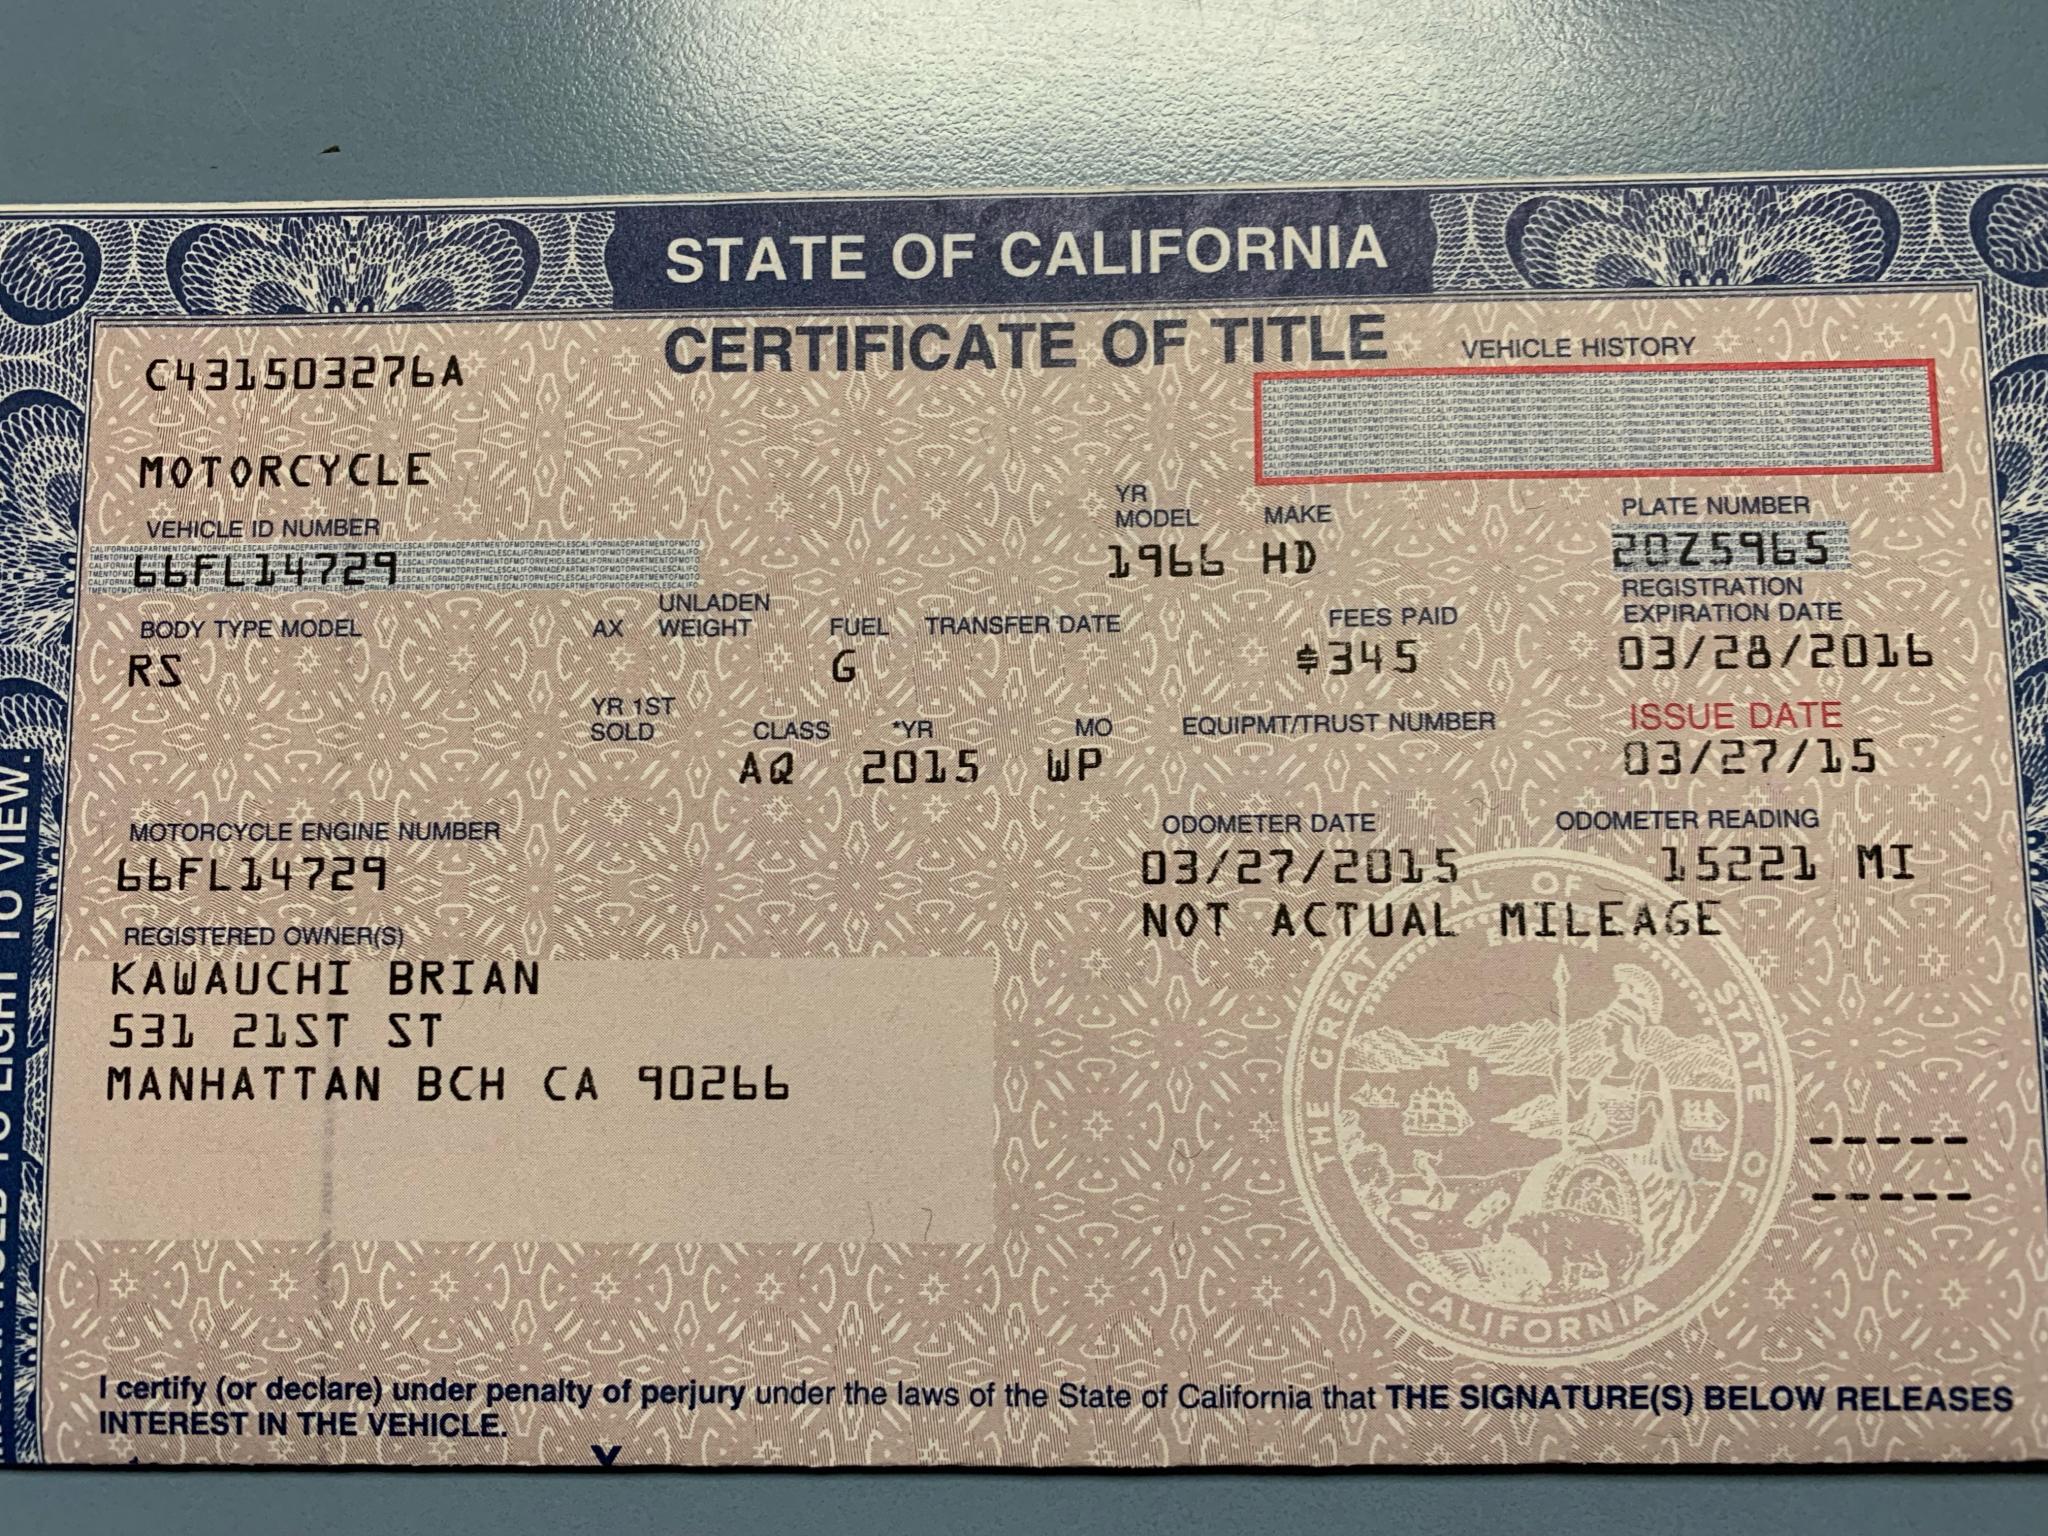 STATE OF CALIFORNIA
CERTIFICATE OF TITLE
VEHICLE HISTORY
C431503276A
MOTORCYCLE
VEHICLE ID NUMBER
YR MODEL
MAKE
PLATE NUMBER
66FL14729
1966 HD
20Z5965
BODY TYPE MODEL
AX
UNLADEN WEIGHT
FUEL
TRANSFER DATE
FEES PAID
REGISTRATION EXPIRATION DATE
RS
G
$345
03/28/2016
YR 1ST SOLD
CLASS
*YR
MO
EQUIPMT/TRUST NUMBER
ISSUE DATE
AQ 2015 WP
03/27/15
MOTORCYCLE ENGINE NUMBER
ODOMETER DATE
ODOMETER READING
66FL14729
03/27/2015
15221 MI
NOT ACTUAL MILEAGE
REGISTERED OWNER(S)
KAWAUCHI BRIAN
531 21ST ST
MANHATTAN BCH CA 90266
THE GREAT SEAL OF THE STATE OF CALIFORNIA
-----
-----
I certify (or declare) under penalty of perjury under the laws of the State of California that THE SIGNATURE(S) BELOW RELEASES
INTEREST IN THE VEHICLE.
X
TO LIGHT TO VIEW.